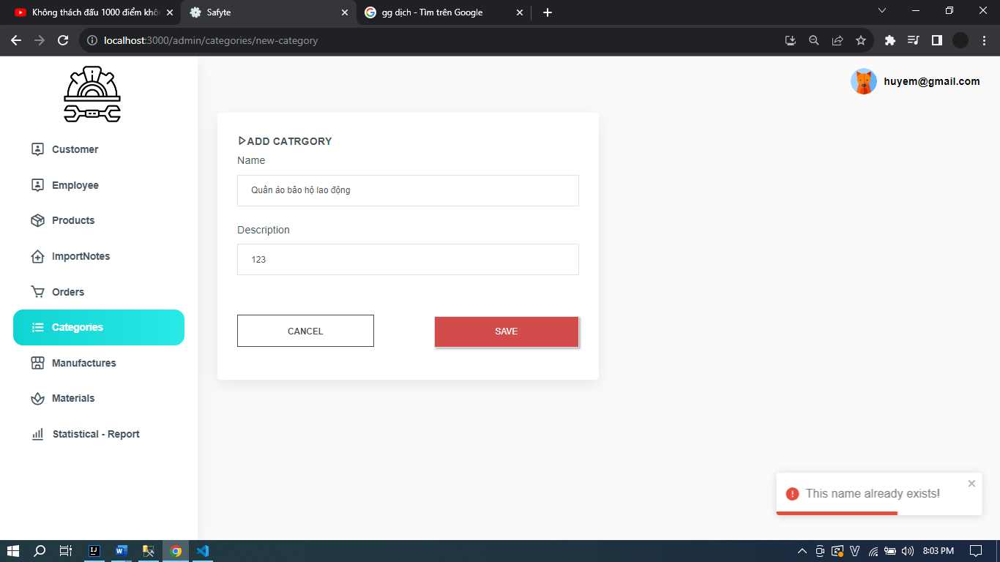 Không thách đấu 1000 điểm khôn
Safyte
gg dịch - Tìm trên Google
localhost:3000/admin/categories/new-category
huyem@gmail.com
Customer
Employee
Products
ImportNotes
Orders
Categories
Manufactures
Materials
Statistical - Report
ADD CATRGORY
Name
Quần áo bảo hộ lao động
Description
123
CANCEL
SAVE
This name already exists!
8:03 PM